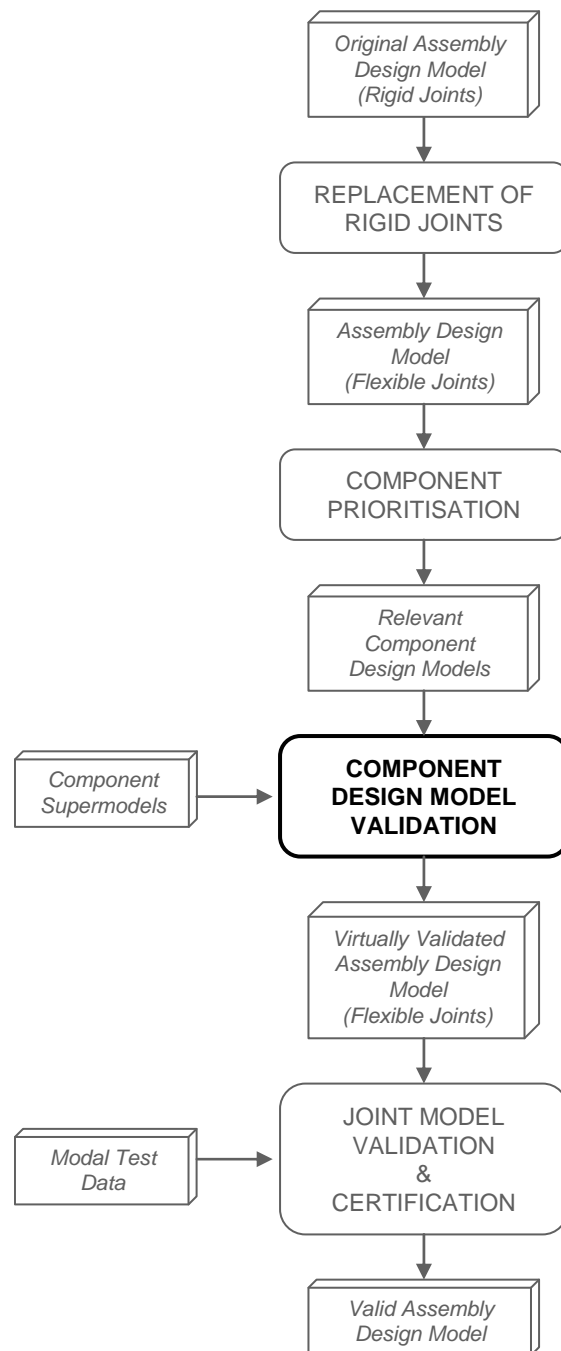 Original Assembly
Design Model
(Rigid Joints)
REPLACEMENT OF
RIGID JOINTS
Assembly Design
Model
(Flexible Joints)
COMPONENT
PRIORITISATION
Relevant
Component
Design Models
Component
Supermodels
COMPONENT
DESIGN MODEL
VALIDATION
Virtually Validated
Assembly Design
Model
(Flexible Joints)
Modal Test
Data
JOINT MODEL
VALIDATION
&
CERTIFICATION
Valid Assembly
Design Model